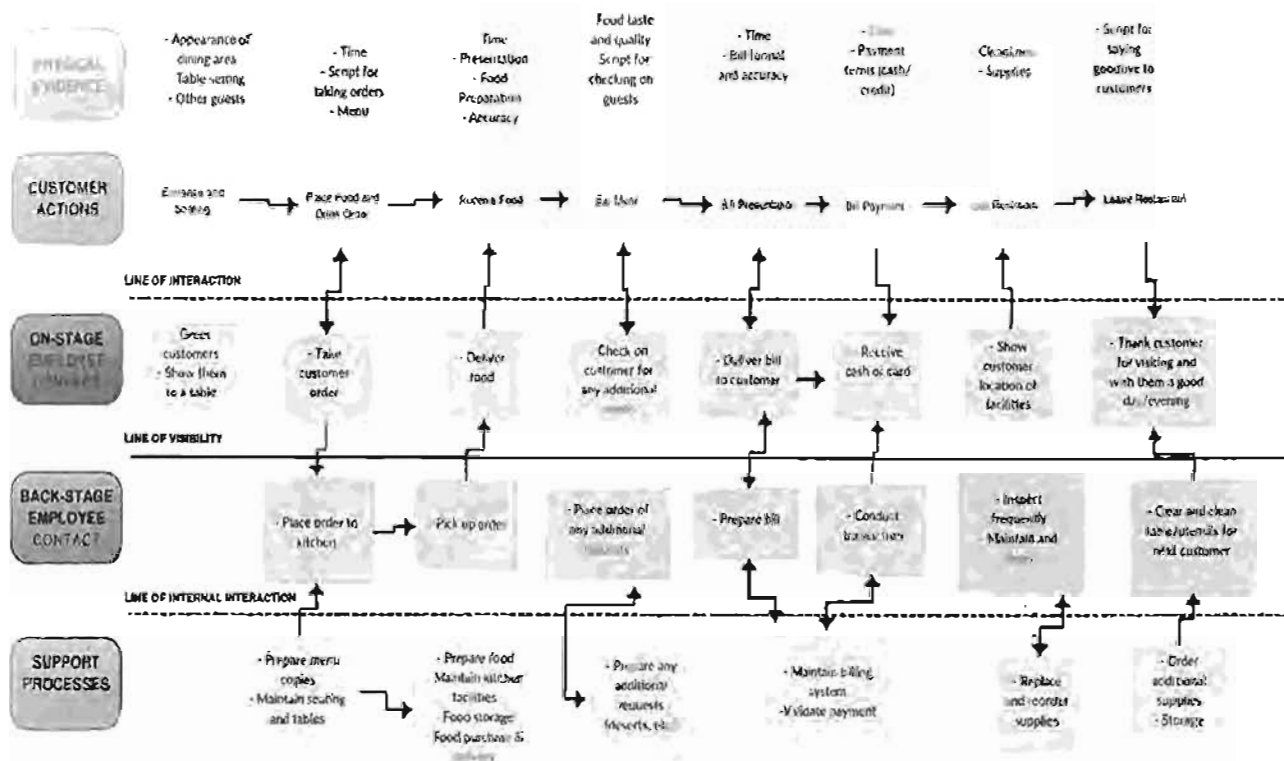 PHYSICAL
EVIDENCE
- Appearance of
dining area
Table setting
- Other guests
- Time
- Script for
taking orders
- Menu
Time
- Presentation
- Food
Preparation
- Accuracy
Food taste
and quality
Script for
checking on
guests
- Time
- Bill format
and accuracy
- Time
- Payment
terms (cash/
credit)
Cleanliness
- Supplies
- Script for
saying
goodbye to
customers
CUSTOMER
ACTIONS
Entrance and
Seating
Place Food and
Drink Order
Receive Food
Eat Meal
Bill Presentation
Bill Payment
Restroom
Leave Restaurant
LINE OF INTERACTION
ON-STAGE
EMPLOYEE
CONTACT
Greet
customers
- Show them
to a table
- Take
customer
order
- Deliver
food
Check on
customer for
any additional
- Deliver bill
to customer
- Receive
cash or card
- Show
customer
location of
facilities
- Thank customer
for visiting and
wish them a good
day/evening
LINE OF VISIBILITY
BACK-STAGE
EMPLOYEE
CONTACT
- Place order to
kitchen
- Pick up order
- Place order of
any additional
requests
- Prepare bill
- Conduct
transaction
- Inspect
frequently
- Maintain and
- Clear and clean
table/utensils for
next customer
LINE OF INTERNAL INTERACTION
SUPPORT
PROCESSES
- Prepare menu
copies
- Maintain seating
and tables
- Prepare food
Maintain kitchen
facilities
- Food storage
Food purchase &
delivery
- Prepare any
additional
requests
(deserts, etc.)
- Maintain billing
system
- Validate payment
- Replace
and reorder
supplies
- Order
additional
supplies
- Storage